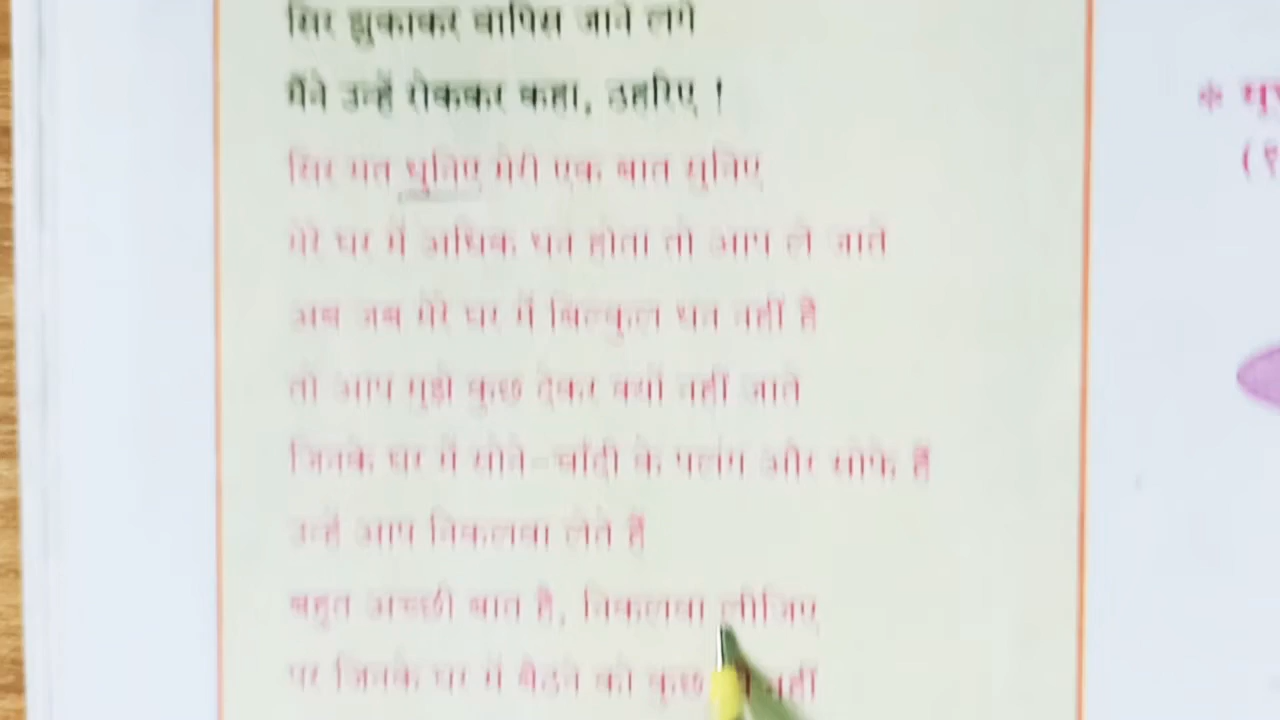 सिर झुकाकर वापिस जाने लगे
मैंने उन्हें रोककर कहा, ठहरिए !
सिर मत धुनिए मेरी एक बात सुनिए
मेरे घर में अधिक धन होता तो आप ले जाते
अब जब मेरे घर में बिल्कुल धन नहीं है
तो आप मुझे कुछ देकर क्यों नहीं जाते
जिनके घर में सोने-चाँदी के पलंग और सोफे हैं
उन्हें आप निकलवा लेते हैं
बहुत अच्छी बात है, निकलवा लीजिए
पर जिनके घर में बैठने को कुछ नहीं